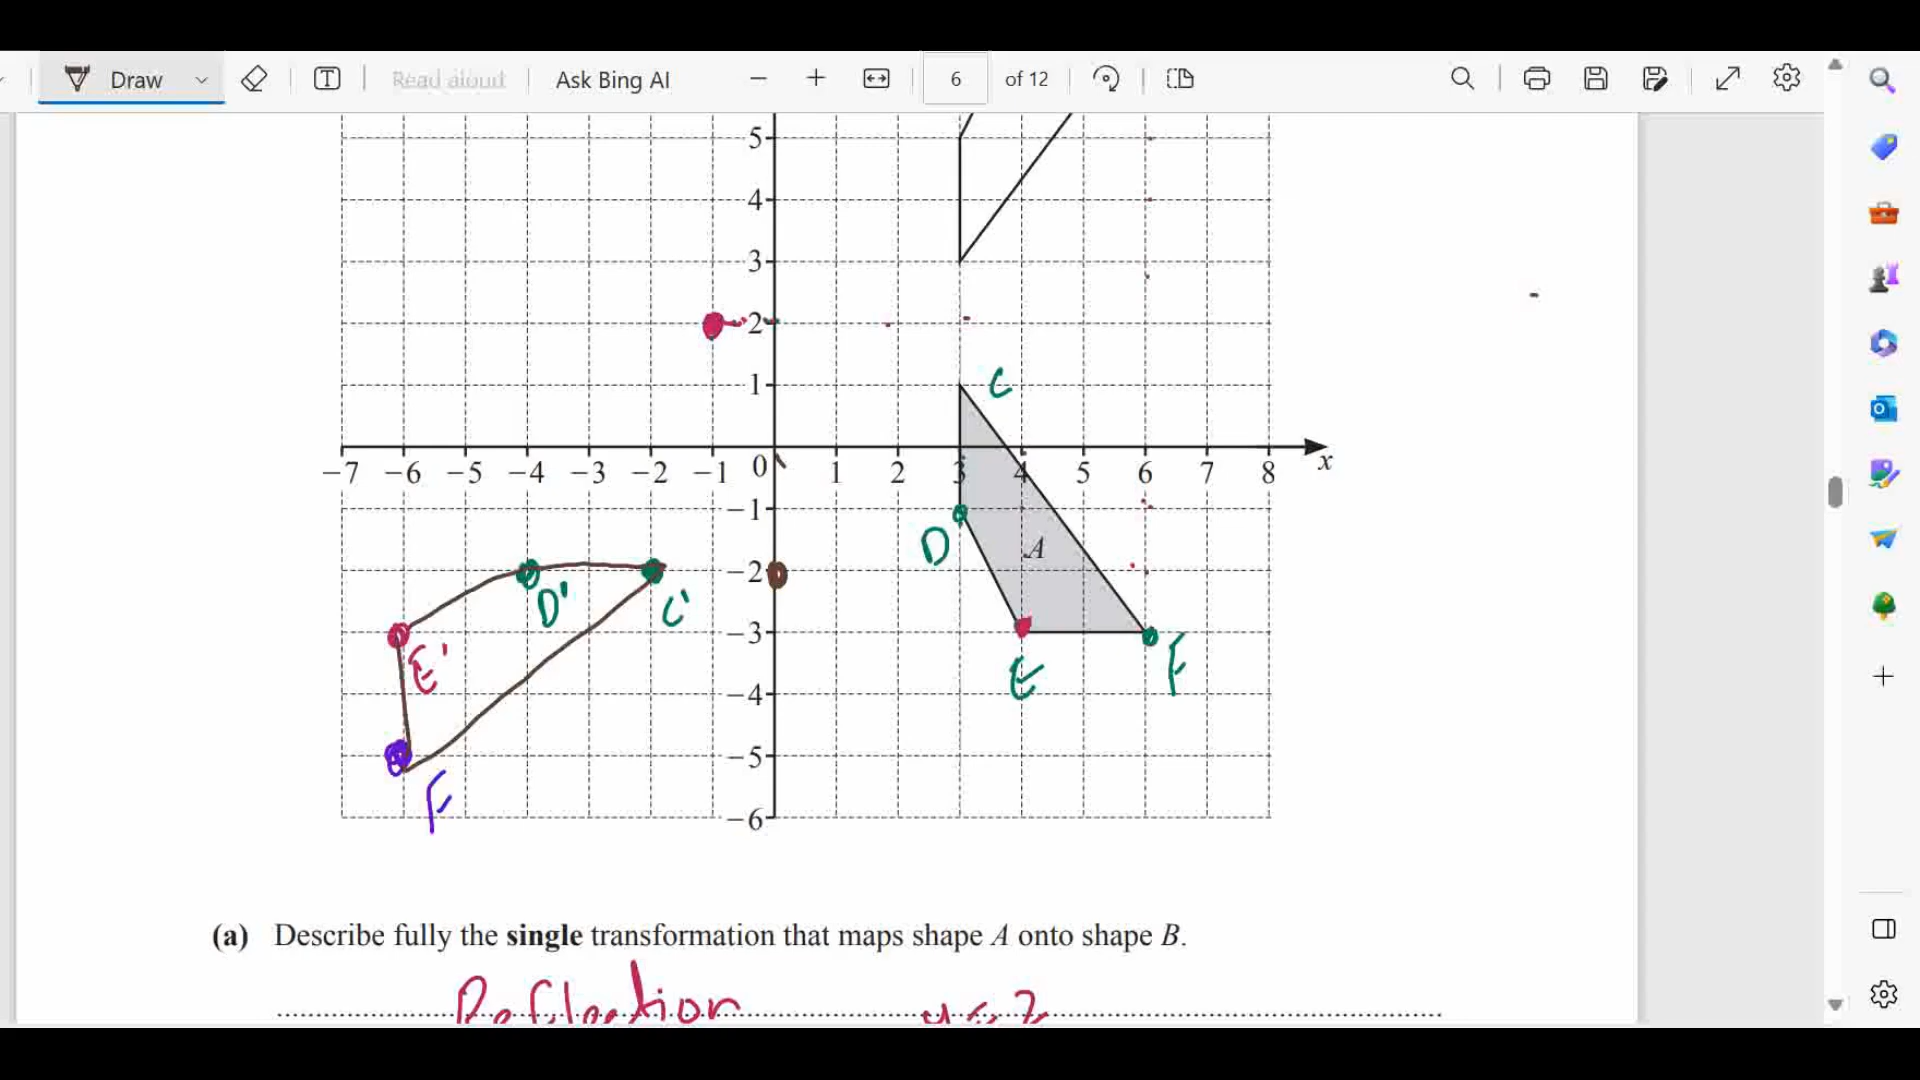 Draw Read aloud Ask Bing AI 6 of 12
5
4
3
2
1
C
−7 −6 −5 −4 −3 −2 −1 0 1 2 3 4 5 6 7 8 x
−1
D A
−2
D' C'
−3
E' E F
−4
−5
F
−6
(a) Describe fully the single transformation that maps shape A onto shape B.
Reflection y = 2